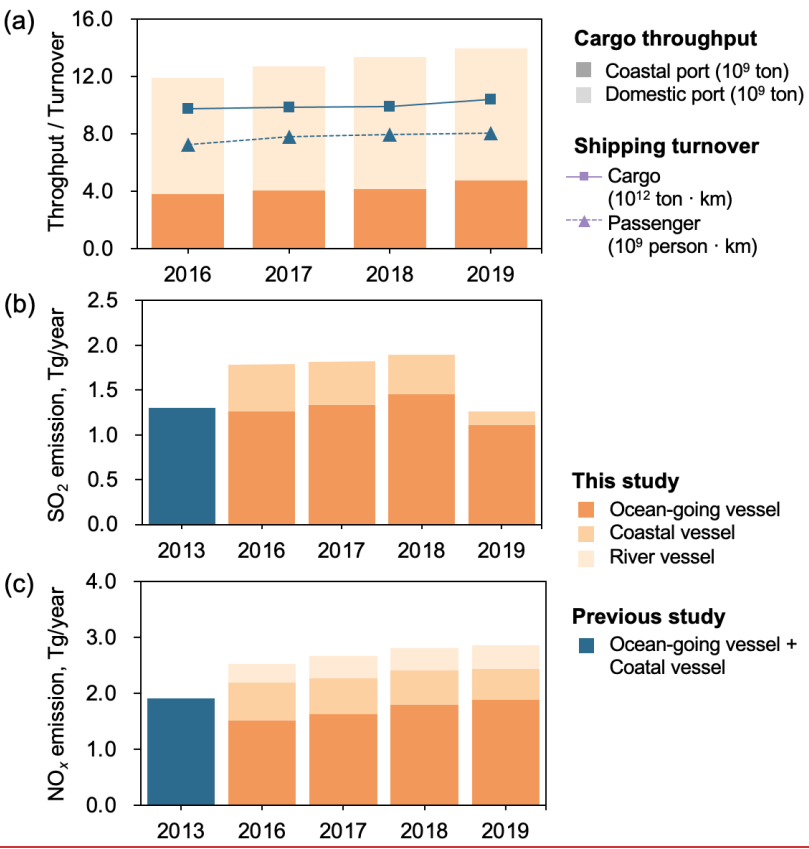 (a)
Throghput / Turnover
16.0
12.0
8.0
4.0
0.0
2016 2017 2018 2019
Cargo throughput
Coastal port (10⁹ ton)
Domestic port (10⁹ ton)
Shipping turnover
Cargo
(10¹² ton · km)
Passenger
(10⁹ person · km)
(b)
SO₂ emission, Tg/year
2.5
2.0
1.5
1.0
0.5
0.0
2013 2016 2017 2018 2019
This study
Ocean-going vessel
Coastal vessel
River vessel
Previous study
Ocean-going vessel +
Coatal vessel
(c)
NOₓ emission, Tg/year
4.0
3.0
2.0
1.0
0.0
2013 2016 2017 2018 2019